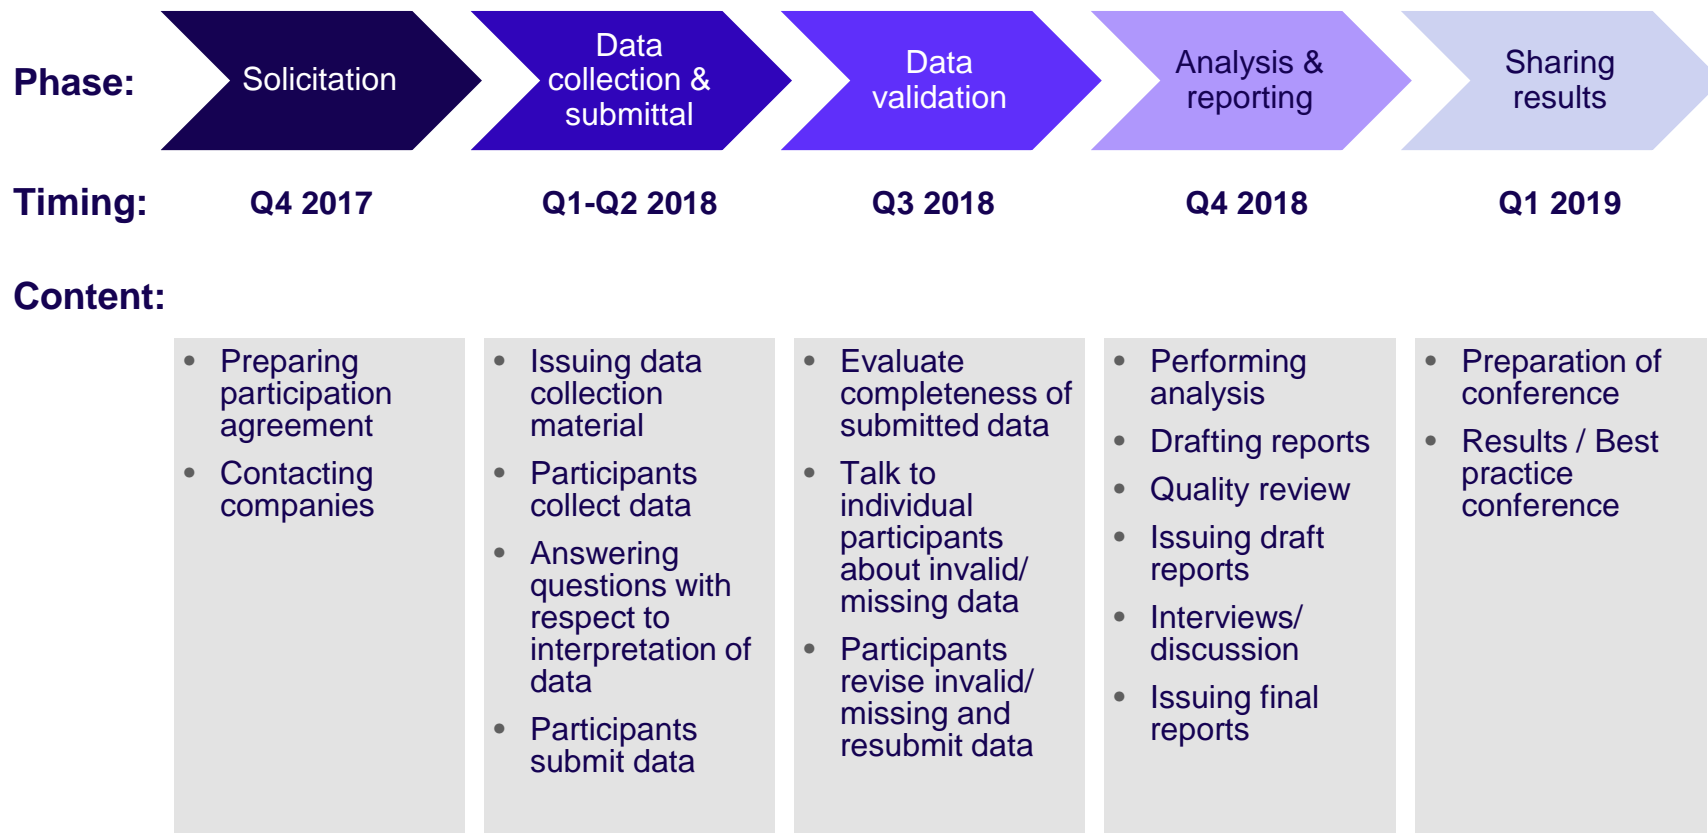 Phase:
Solicitation
Data
collection &
submittal
Data
validation
Analysis &
reporting
Sharing
results
Timing:
Q4 2017
Q1-Q2 2018
Q3 2018
Q4 2018
Q1 2019
Content:
• Preparing
participation
agreement
• Contacting
companies
• Issuing data
collection
material
• Participants
collect data
• Answering
questions with
respect to
interpretation of
data
• Participants
submit data
• Evaluate
completeness of
submitted data
• Talk to
individual
participants
about invalid/
missing data
• Participants
revise invalid/
missing and
resubmit data
• Performing
analysis
• Drafting reports
• Quality review
• Issuing draft
reports
• Interviews/
discussion
• Issuing final
reports
• Preparation of
conference
• Results / Best
practice
conference